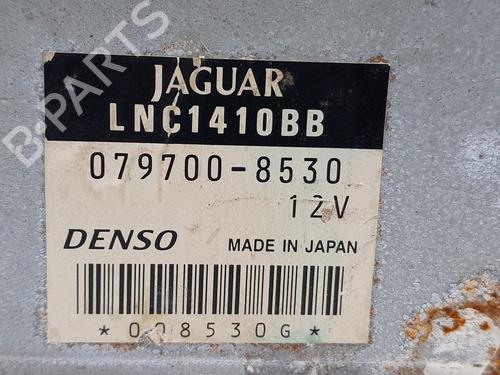 JAGUAR
LNC1410BB
079700-8530
12V
DENSO MADE IN JAPAN
*008530G*
B-PARTS